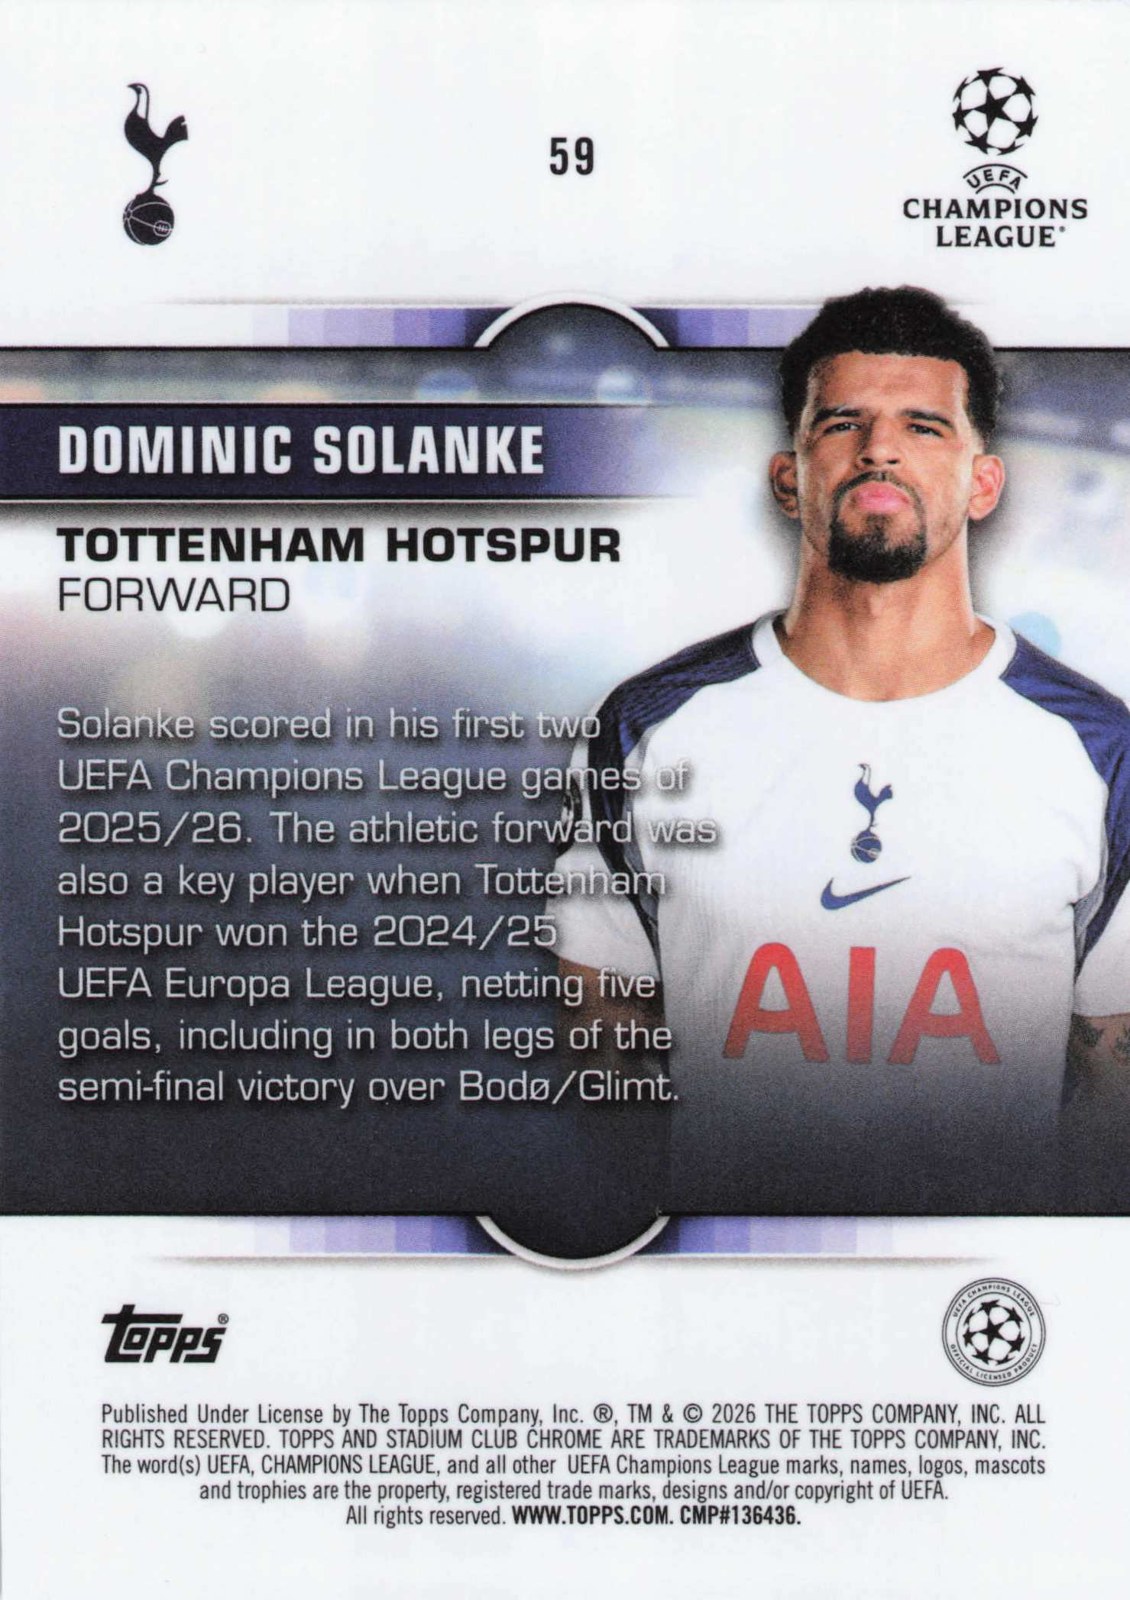 59
UEFA
CHAMPIONS
LEAGUE®
DOMINIC SOLANKE
TOTTENHAM HOTSPUR
FORWARD
Solanke scored in his first two
UEFA Champions League games of
2025/26. The athletic forward was
also a key player when Tottenham
Hotspur won the 2024/25
UEFA Europa League, netting five
goals, including in both legs of the
semi-final victory over Bodø/Glimt.
AIA
Topps®
UEFA CHAMPIONS LEAGUE
OFFICIAL LICENSED PRODUCT
Published Under License by The Topps Company, Inc. ®, TM & © 2026 THE TOPPS COMPANY, INC. ALL
RIGHTS RESERVED. TOPPS AND STADIUM CLUB CHROME ARE TRADEMARKS OF THE TOPPS COMPANY, INC.
The word(s) UEFA, CHAMPIONS LEAGUE, and all other UEFA Champions League marks, names, logos, mascots
and trophies are the property, registered trade marks, designs and/or copyright of UEFA.
All rights reserved. WWW.TOPPS.COM. CMP#136436.